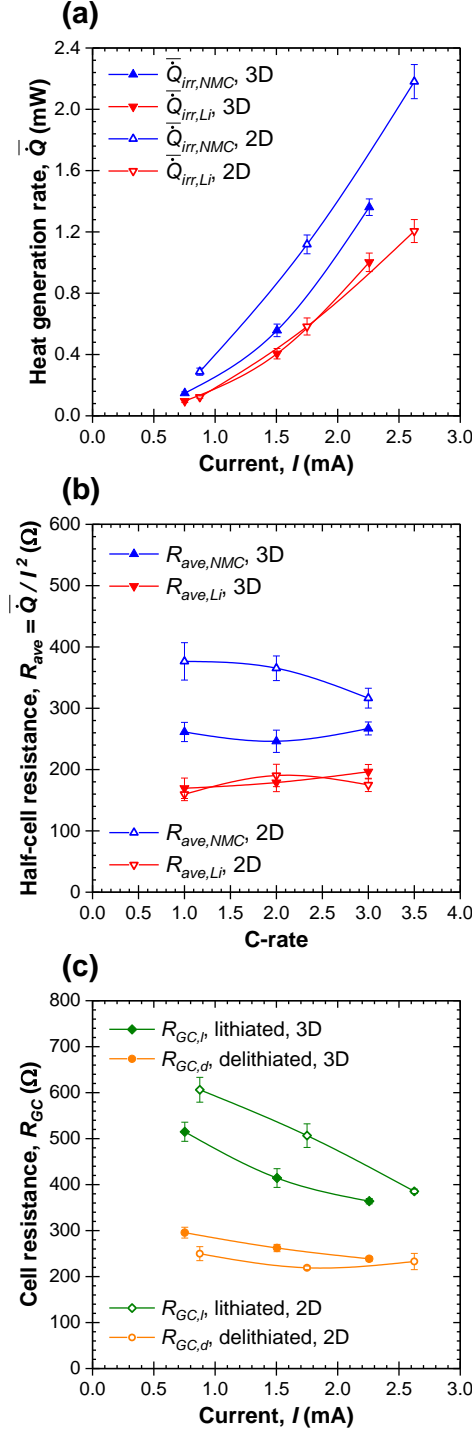 (a)
2.4
2.0
1.6
1.2
0.8
0.4
0.0
Heat generation rate, Q̇ (mW)
Q̇irr,NMC, 3D
Q̇irr,Li, 3D
Q̇irr,NMC, 2D
Q̇irr,Li, 2D
0.0 0.5 1.0 1.5 2.0 2.5 3.0
Current, I (mA)
(b)
600
500
400
300
200
100
0
Half-cell resistance, Rave = Q̇ / I 2 (Ω)
Rave,NMC, 3D
Rave,Li, 3D
Rave,NMC, 2D
Rave,Li, 2D
0.0 0.5 1.0 1.5 2.0 2.5 3.0 3.5 4.0
C-rate
(c)
800
700
600
500
400
300
200
100
0
Cell resistance, RGC (Ω)
RGC,l, lithiated, 3D
RGC,d, delithiated, 3D
RGC,l, lithiated, 2D
RGC,d, delithiated, 2D
0.0 0.5 1.0 1.5 2.0 2.5 3.0
Current, I (mA)